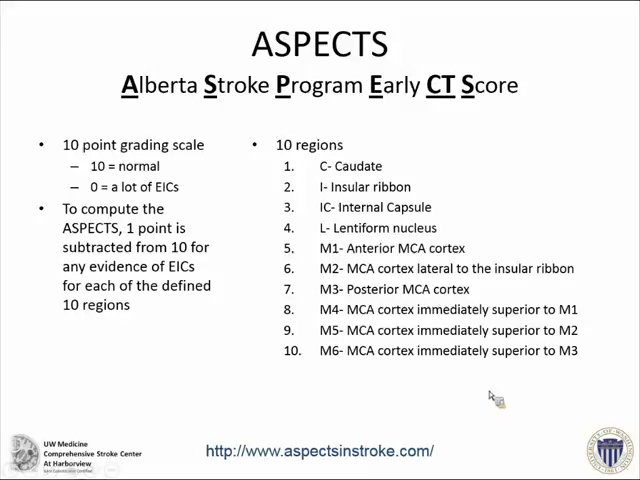 ASPECTS
Alberta Stroke Program Early CT Score
• 10 point grading scale
– 10 = normal
– 0 = a lot of EICs
• To compute the
ASPECTS, 1 point is
subtracted from 10 for
any evidence of EICs
for each of the defined
10 regions
• 10 regions
1. C- Caudate
2. I- Insular ribbon
3. IC- Internal Capsule
4. L- Lentiform nucleus
5. M1- Anterior MCA cortex
6. M2- MCA cortex lateral to the insular ribbon
7. M3- Posterior MCA cortex
8. M4- MCA cortex immediately superior to M1
9. M5- MCA cortex immediately superior to M2
10. M6- MCA cortex immediately superior to M3
UW Medicine
Comprehensive Stroke Center
At Harborview
Joint Commission Certified
http://www.aspectsinstroke.com/